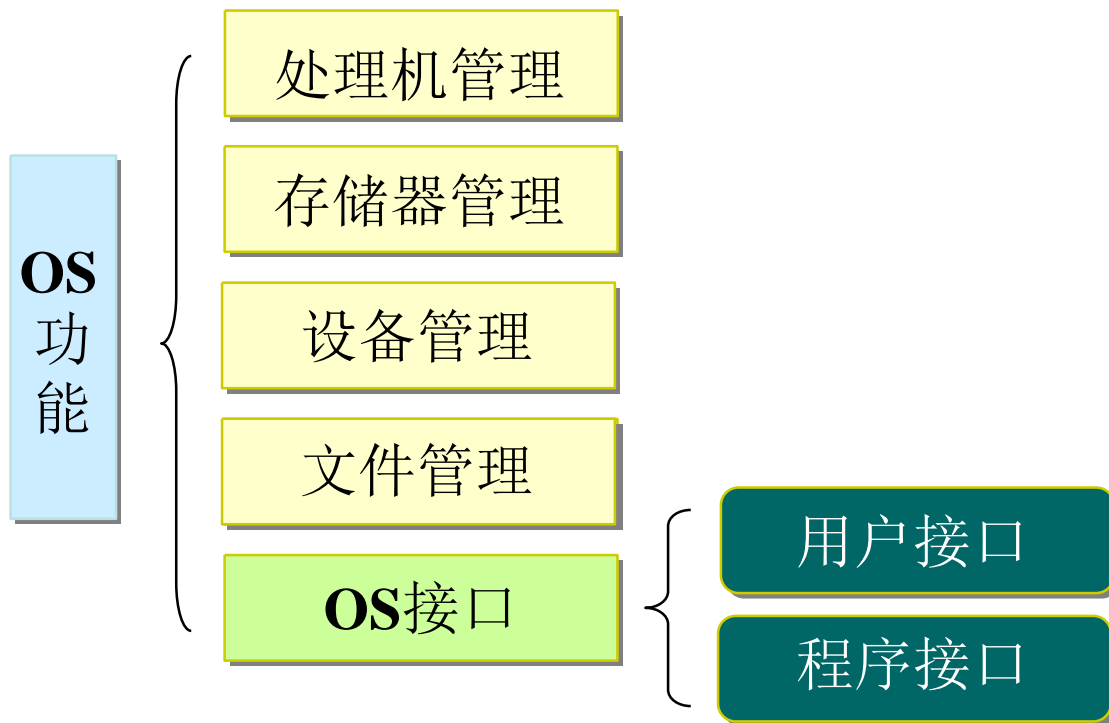 OS
功
能
处理机管理
存储器管理
设备管理
文件管理
OS接口
用户接口
程序接口